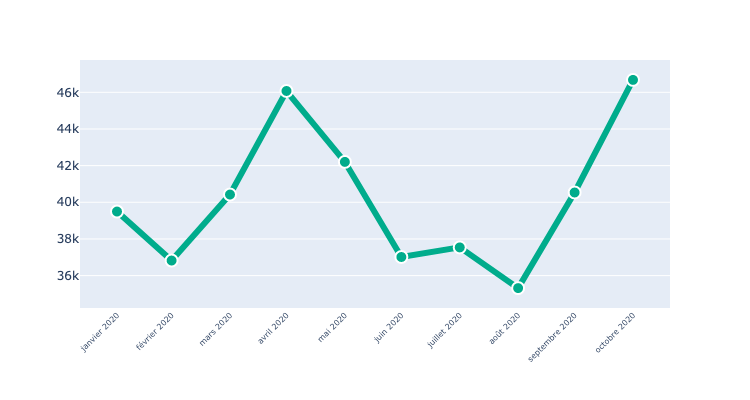 46k
44k
42k
40k
38k
36k
janvier 2020
février 2020
mars 2020
avril 2020
mai 2020
juin 2020
juillet 2020
août 2020
septembre 2020
octobre 2020